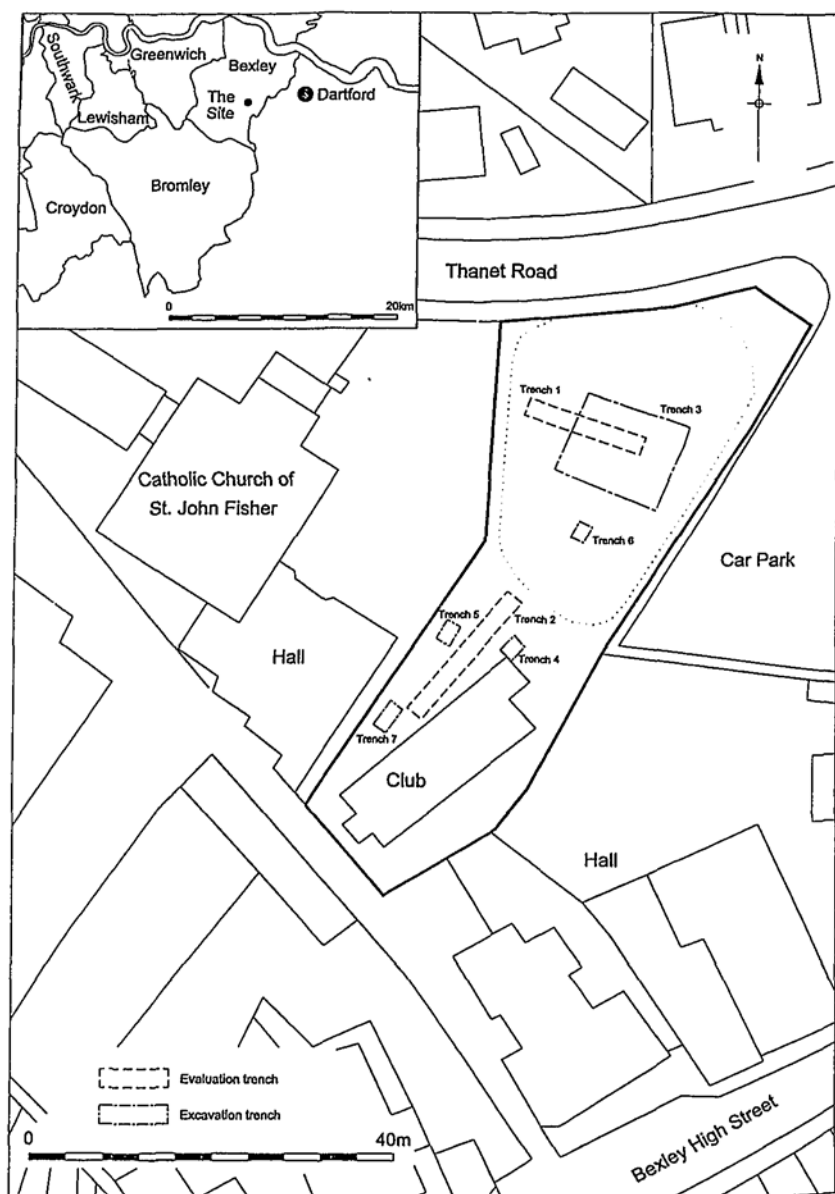 Southwark
Greenwich
Bexley
The
Site
Dartford
Lewisham
Bromley
Croydon
0
20km
N
Thanet Road
Trench 1
Trench 3
Catholic Church of
St. John Fisher
Trench 6
Car Park
Trench 5
Trench 2
Hall
Trench 4
Trench 7
Club
Hall
Evaluation trench
Excavation trench
0
40m
Bexley High Street